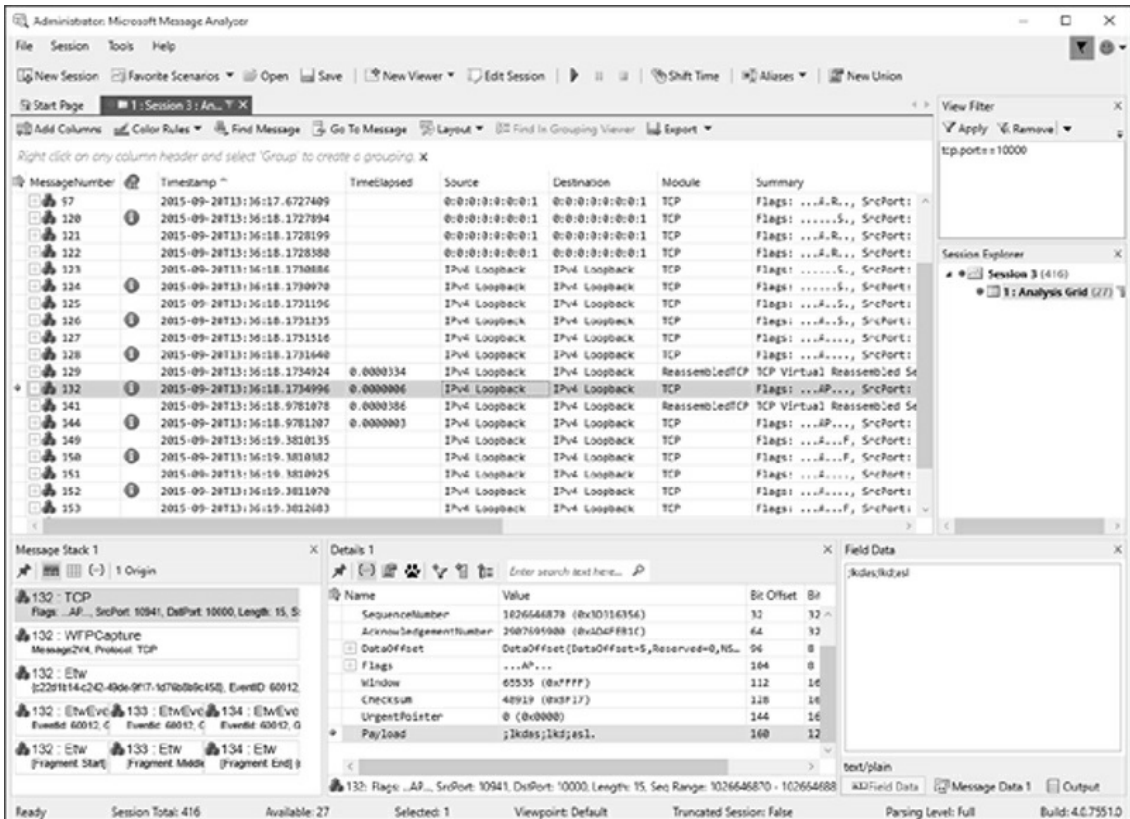 Administrator: Microsoft Message Analyzer
File Session Tools Help
New Session Favorite Scenarios Open Save New Viewer Edit Session Shift Time Aliases New Union
Start Page 1 : Session 3 : An...
Add Columns Color Rules Find Message Go To Message Layout Find In Grouping Viewer Export
Right click on any column header and select 'Group' to create a grouping.
MessageNumber Timestamp TimeElapsed Source Destination Module Summary
97 2015-09-20T13:36:17.6727409 0:0:0:0:0:0:0:1 0:0:0:0:0:0:0:1 TCP Flags: ...A.R.., SrcPort:
120 2015-09-20T13:36:18.1727894 0:0:0:0:0:0:0:1 0:0:0:0:0:0:0:1 TCP Flags: ......S., SrcPort:
121 2015-09-20T13:36:18.1728199 0:0:0:0:0:0:0:1 0:0:0:0:0:0:0:1 TCP Flags: ...A.R.., SrcPort:
122 2015-09-20T13:36:18.1728380 0:0:0:0:0:0:0:1 0:0:0:0:0:0:0:1 TCP Flags: ...A.R.., SrcPort:
123 2015-09-20T13:36:18.1730886 IPv4 Loopback IPv4 Loopback TCP Flags: ......S., SrcPort:
124 2015-09-20T13:36:18.1730970 IPv4 Loopback IPv4 Loopback TCP Flags: ......S., SrcPort:
125 2015-09-20T13:36:18.1731196 IPv4 Loopback IPv4 Loopback TCP Flags: ...A..S., SrcPort:
126 2015-09-20T13:36:18.1731235 IPv4 Loopback IPv4 Loopback TCP Flags: ...A..S., SrcPort:
127 2015-09-20T13:36:18.1731516 IPv4 Loopback IPv4 Loopback TCP Flags: ...A...., SrcPort:
128 2015-09-20T13:36:18.1731640 IPv4 Loopback IPv4 Loopback TCP Flags: ...A...., SrcPort:
129 2015-09-20T13:36:18.1734924 0.0000334 IPv4 Loopback IPv4 Loopback ReassembledTCP TCP Virtual Reassembled Se
132 2015-09-20T13:36:18.1734996 0.0000006 IPv4 Loopback IPv4 Loopback TCP Flags: ...AP..., SrcPort:
141 2015-09-20T13:36:18.9781078 0.0000386 IPv4 Loopback IPv4 Loopback ReassembledTCP TCP Virtual Reassembled Se
144 2015-09-20T13:36:18.9781207 0.0000003 IPv4 Loopback IPv4 Loopback TCP Flags: ...AP..., SrcPort:
149 2015-09-20T13:36:19.3810135 IPv4 Loopback IPv4 Loopback TCP Flags: ...A...F, SrcPort:
150 2015-09-20T13:36:19.3810382 IPv4 Loopback IPv4 Loopback TCP Flags: ...A...F, SrcPort:
151 2015-09-20T13:36:19.3810925 IPv4 Loopback IPv4 Loopback TCP Flags: ...A...., SrcPort:
152 2015-09-20T13:36:19.3811070 IPv4 Loopback IPv4 Loopback TCP Flags: ...A...., SrcPort:
153 2015-09-20T13:36:19.3812683 IPv4 Loopback IPv4 Loopback TCP Flags: ...A...F, SrcPort:
View Filter
Apply Remove
tcp.port==10000
Session Explorer
Session 3 (416)
1 : Analysis Grid (27)
Message Stack 1
1 Origin
132 : TCP
Flags: ...AP..., SrcPort: 10941, DstPort: 10000, Length: 15, S
132 : WFPCapture
Message2V4, Protocol: TCP
132 : Etw
EventID: 60012,
132 : EtwEve 133 : EtwEve 134 : EtwEve
EventId: 60012, C EventId: 60012, C EventId: 60012, G
132 : Etw 133 : Etw 134 : Etw
[Fragment Start] [Fragment Middle [Fragment End]
Details 1
Enter search text here...
Name Value Bit Offset Bit
SequenceNumber 1026646870 (0x3D316356) 32 32
AcknowledgementNumber 2907695900 64 32
DataOffset DataOffset{DataOffset=5,Reserved=0,NS... 96 8
Flags ...AP... 104 8
Window 65535 (0xFFFF) 112 16
Checksum 48919 (0xBF17) 128 16
UrgentPointer 0 (0x0000) 144 16
Payload ;lkdas;lkd;asl. 160 12
132: Flags: ...AP..., SrcPort: 10941, DstPort: 10000, Length: 15, Seq Range: 1026646870 - 102664688
Field Data
;lkdas;lkd;asl
text/plain
Field Data Message Data 1 Output
Ready Session Total: 416 Available: 27 Selected: 1 Viewpoint: Default Truncated Session: False Parsing Level: Full Build: 4.0.7551.0